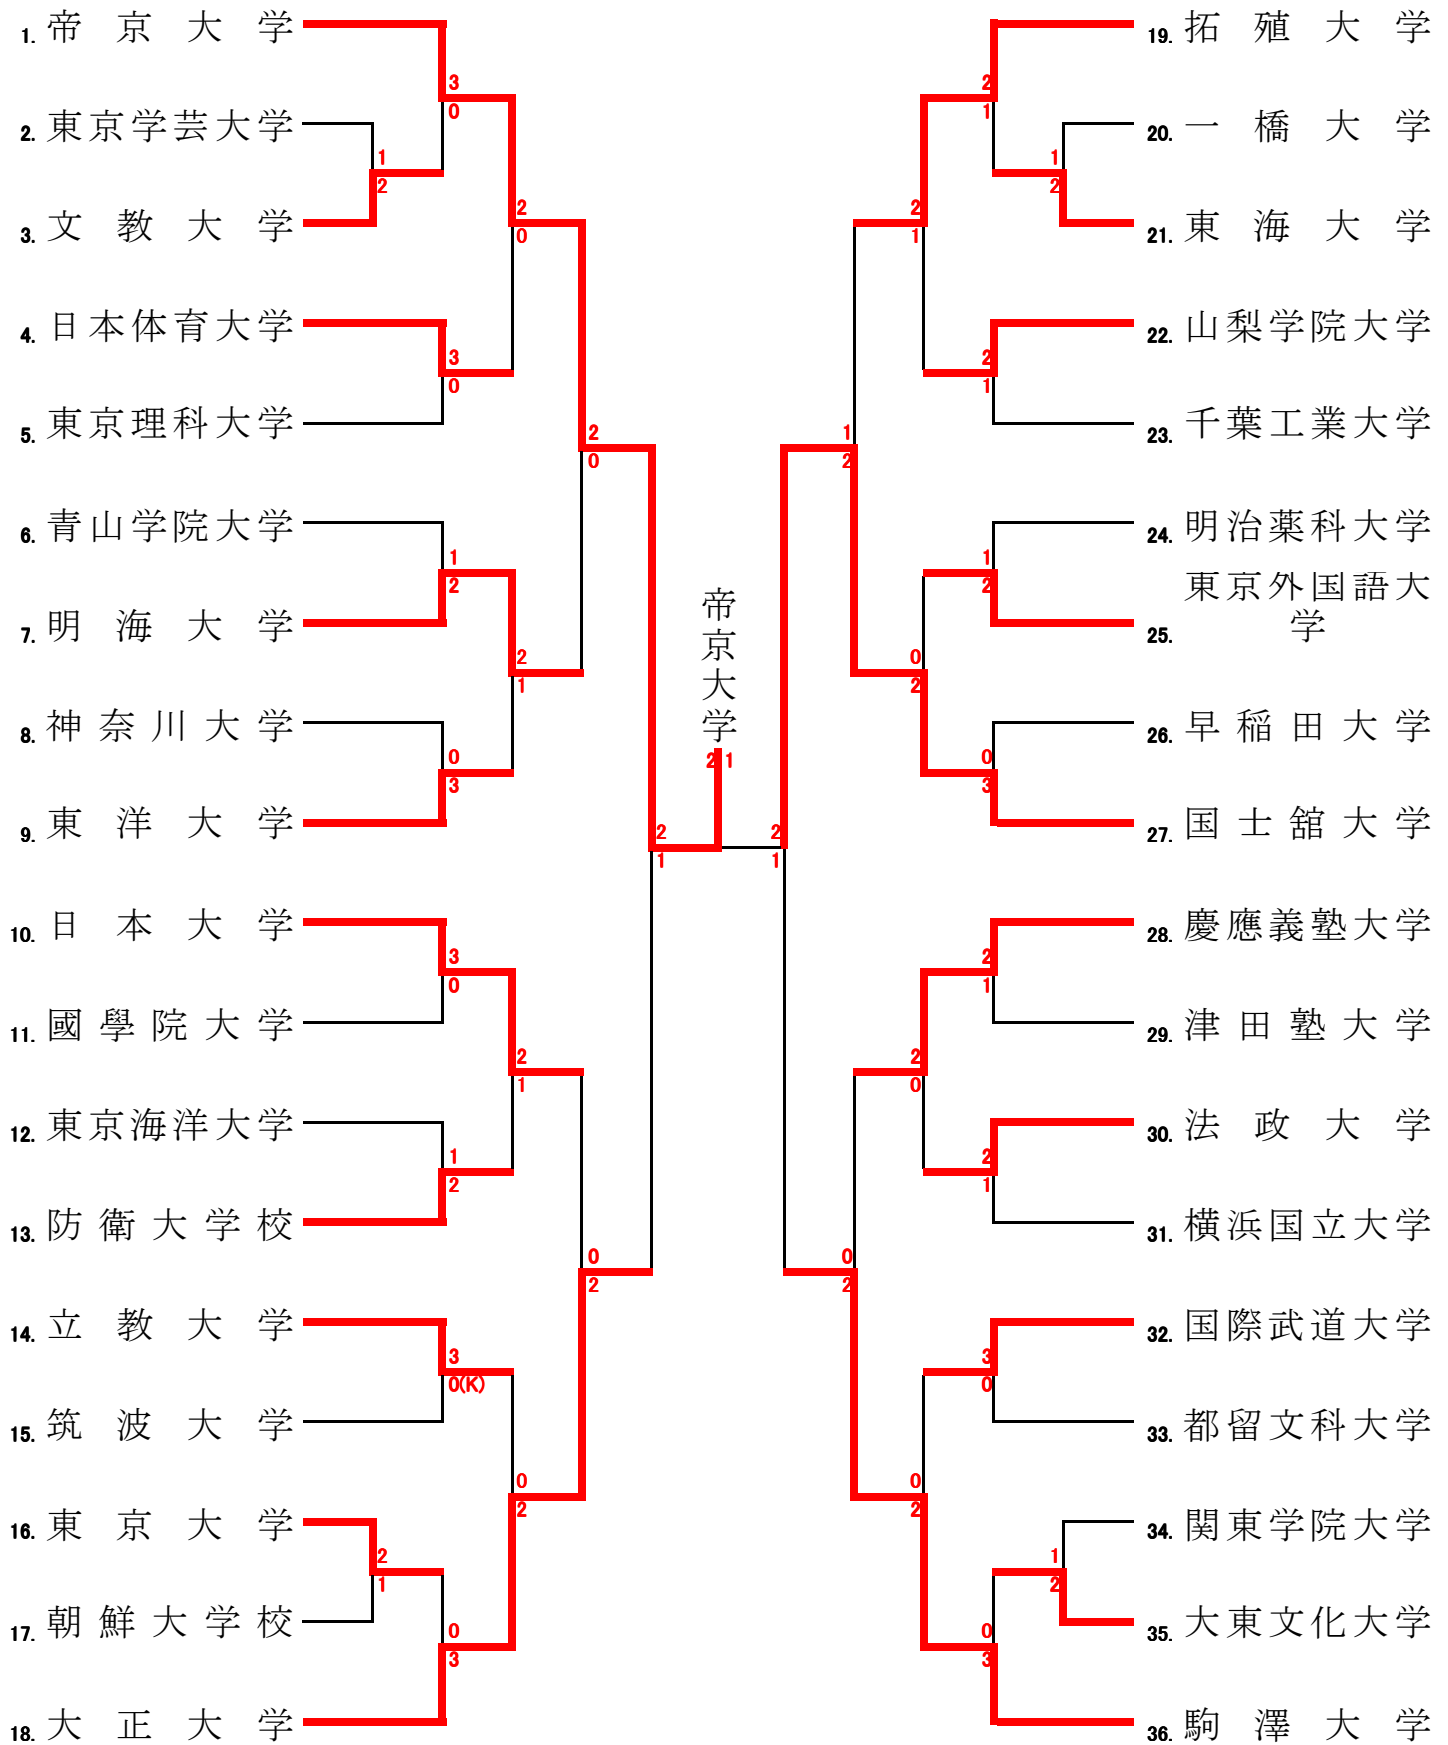 1. 帝京大学
2. 東京学芸大学
3. 文教大学
4. 日本体育大学
5. 東京理科大学
6. 青山学院大学
7. 明海大学
8. 神奈川大学
9. 東洋大学
10. 日本大学
11. 國學院大学
12. 東京海洋大学
13. 防衛大学校
14. 立教大学
15. 筑波大学
16. 東京大学
17. 朝鮮大学校
18. 大正大学
3
0
1
2
2
0
3
0
2
0
1
2
2
1
0
3
2
1
3
0
2
1
1
2
0
2
3
0(K)
0
2
2
1
0
3
帝京大学
2 1
2
1
2
1
1
2
2
1
2
1
1
2
1
2
0
2
0
3
2
1
2
1
2
0
2
1
0
2
3
0
0
2
1
2
0
3
19. 拓殖大学
20. 一橋大学
21. 東海大学
22. 山梨学院大学
23. 千葉工業大学
24. 明治薬科大学
25. 東京外国語大
学
26. 早稲田大学
27. 国士舘大学
28. 慶應義塾大学
29. 津田塾大学
30. 法政大学
31. 横浜国立大学
32. 国際武道大学
33. 都留文科大学
34. 関東学院大学
35. 大東文化大学
36. 駒澤大学